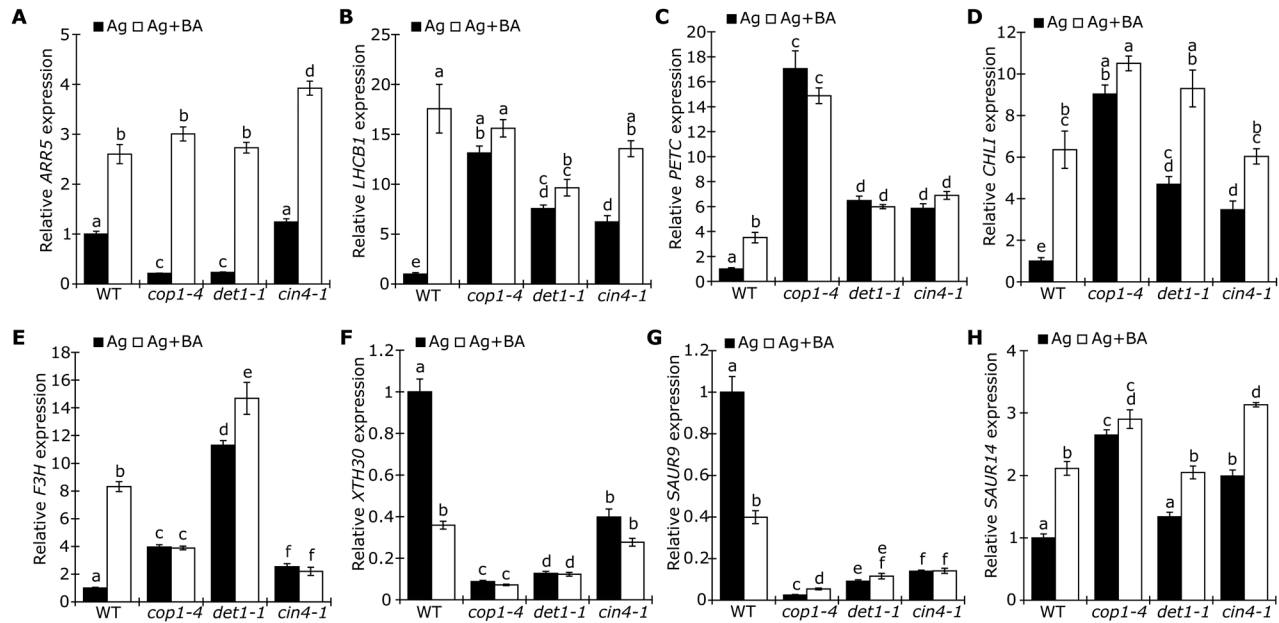 A
Ag Ag+BA
Relative ARR5 expression
5
4
3
2
1
0
a
b
c
b
c
b
a
d
WT cop1-4 det1-1 cin4-1
B
Ag Ag+BA
Relative LHCB1 expression
25
20
15
10
5
0
e
a
a
b
a
c
d
b
c
d
a
b
WT cop1-4 det1-1 cin4-1
C
Ag Ag+BA
Relative PETC expression
20
18
16
14
12
10
8
6
4
2
0
a
b
c
c
d
d
d
d
WT cop1-4 det1-1 cin4-1
D
Ag Ag+BA
Relative CHLI expression
12
10
8
6
4
2
0
e
b
c
a
b
a
c
d
a
b
d
b
c
WT cop1-4 det1-1 cin4-1
E
Ag Ag+BA
Relative F3H expression
18
16
14
12
10
8
6
4
2
0
a
b
c
c
d
e
f
f
WT cop1-4 det1-1 cin4-1
F
Ag Ag+BA
Relative XTH30 expression
1.2
1
0.8
0.6
0.4
0.2
0
a
b
c
c
d
d
b
b
WT cop1-4 det1-1 cin4-1
G
Ag Ag+BA
Relative SAUR9 expression
1.2
1
0.8
0.6
0.4
0.2
0
a
b
c
d
e
e
f
f
f
WT cop1-4 det1-1 cin4-1
H
Ag Ag+BA
Relative SAUR14 expression
4
3
2
1
0
a
b
c
c
d
a
b
b
d
WT cop1-4 det1-1 cin4-1